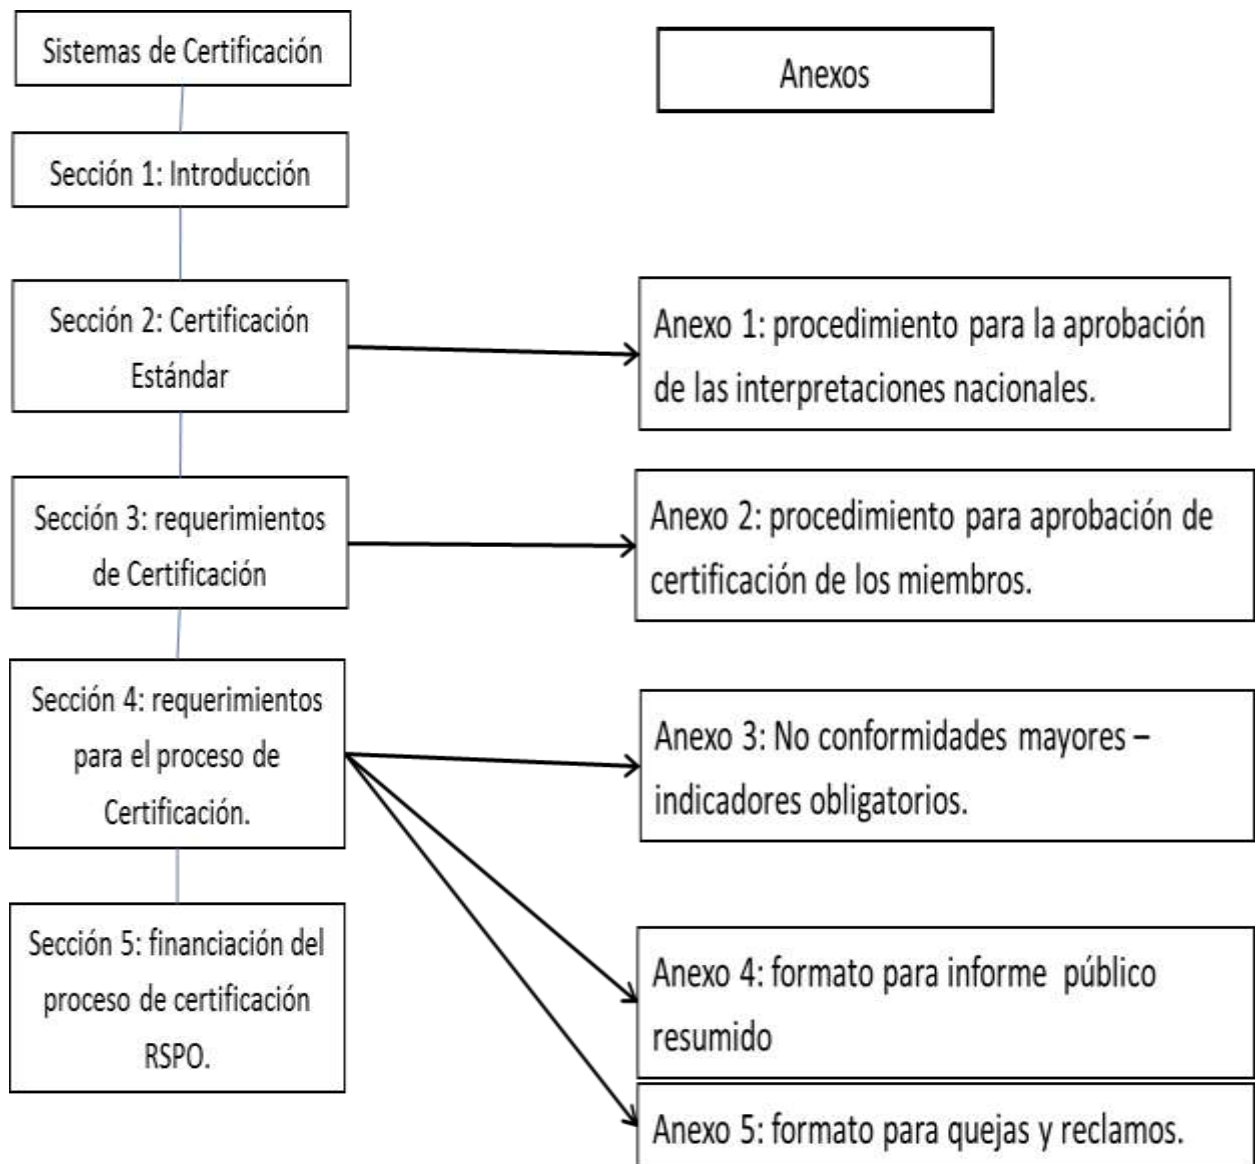 Sistemas de Certificación
Anexos
Sección 1: Introducción
Sección 2: Certificación
Estándar
Anexo 1: procedimiento para la aprobación
de las interpretaciones nacionales.
Sección 3: requerimientos
de Certificación
Anexo 2: procedimiento para aprobación de
certificación de los miembros.
Sección 4: requerimientos
para el proceso de
Certificación.
Anexo 3: No conformidades mayores –
indicadores obligatorios.
Sección 5: financiación del
proceso de certificación
RSPO.
Anexo 4: formato para informe público
resumido
Anexo 5: formato para quejas y reclamos.